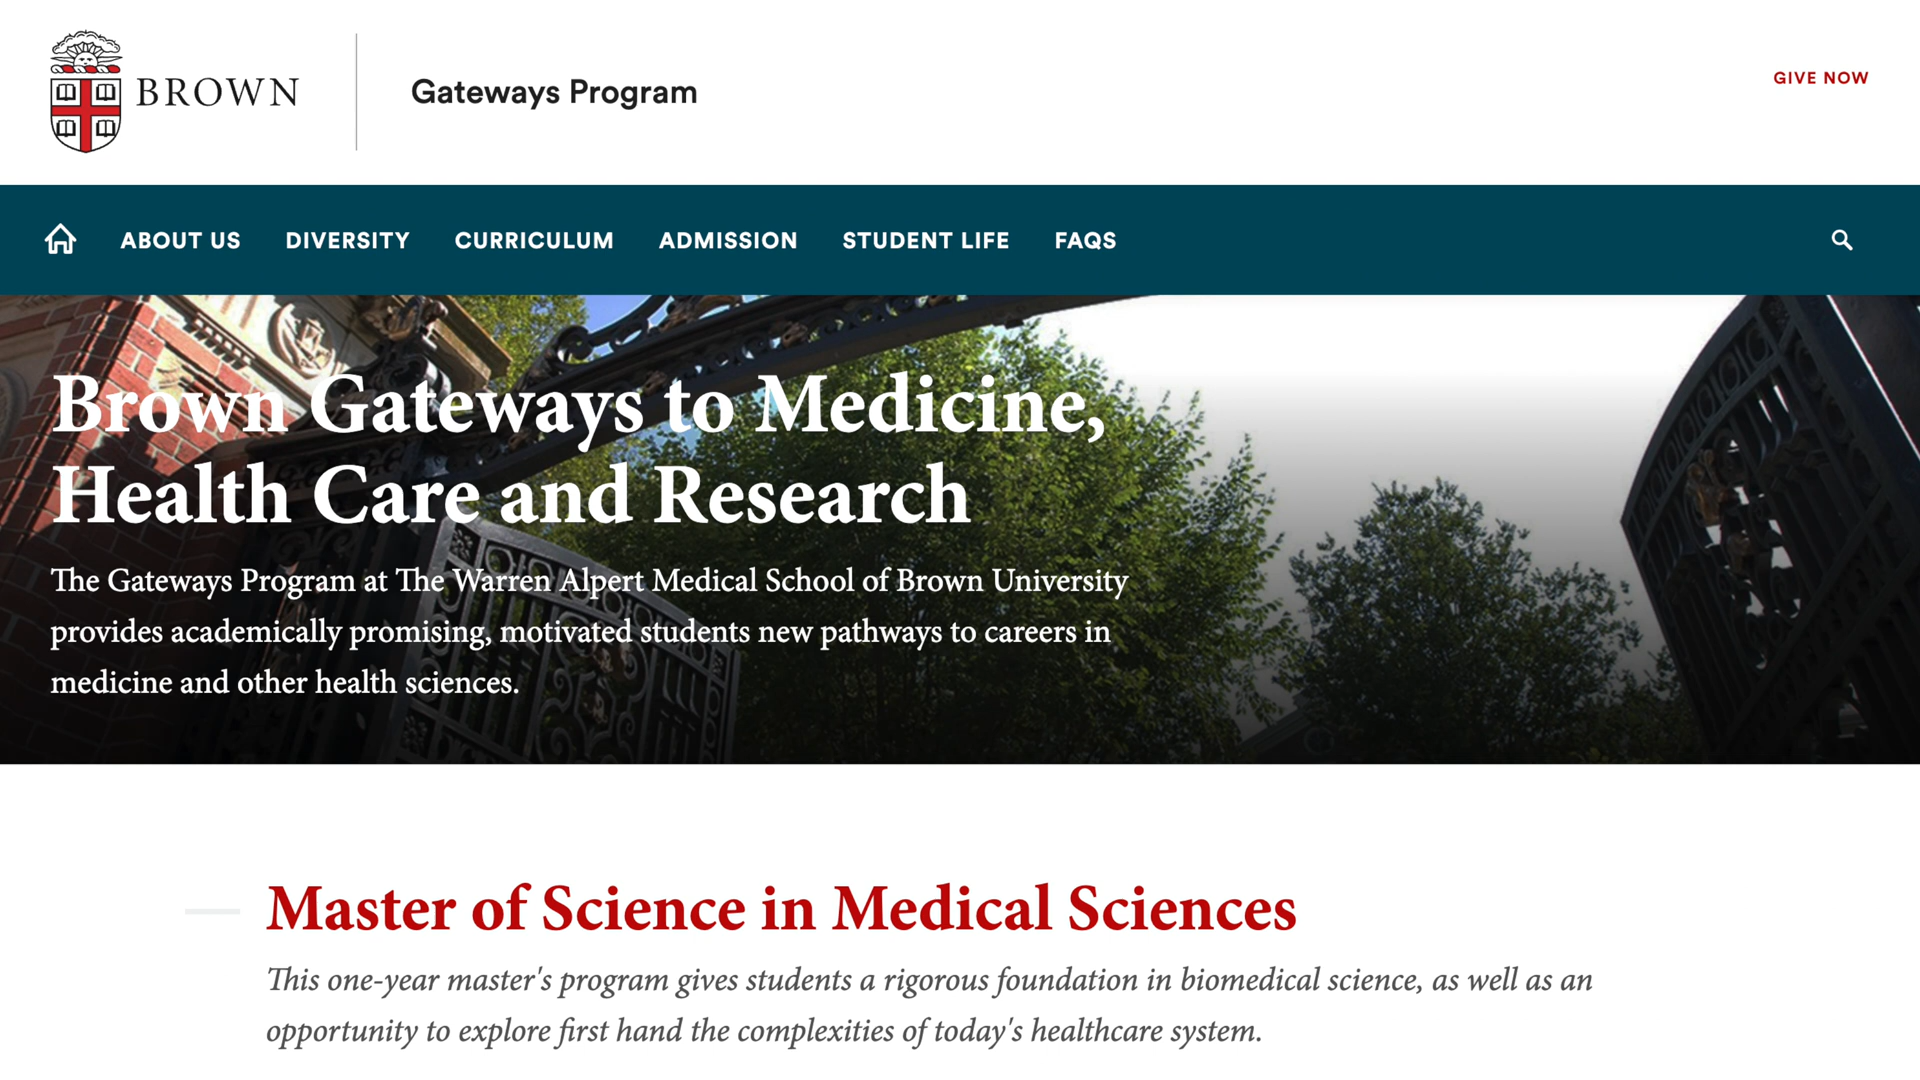 BROWN
Gateways Program
GIVE NOW
ABOUT US
DIVERSITY
CURRICULUM
ADMISSION
STUDENT LIFE
FAQS
Brown Gateways to Medicine,
Health Care and Research
The Gateways Program at The Warren Alpert Medical School of Brown University
provides academically promising, motivated students new pathways to careers in
medicine and other health sciences.
Master of Science in Medical Sciences
This one-year master's program gives students a rigorous foundation in biomedical science, as well as an
opportunity to explore first hand the complexities of today's healthcare system.